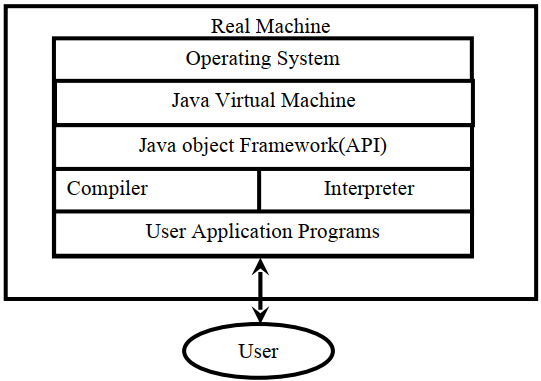 Real Machine
Operating System
Java Virtual Machine
Java object Framework(API)
Compiler
Interpreter
User Application Programs
User